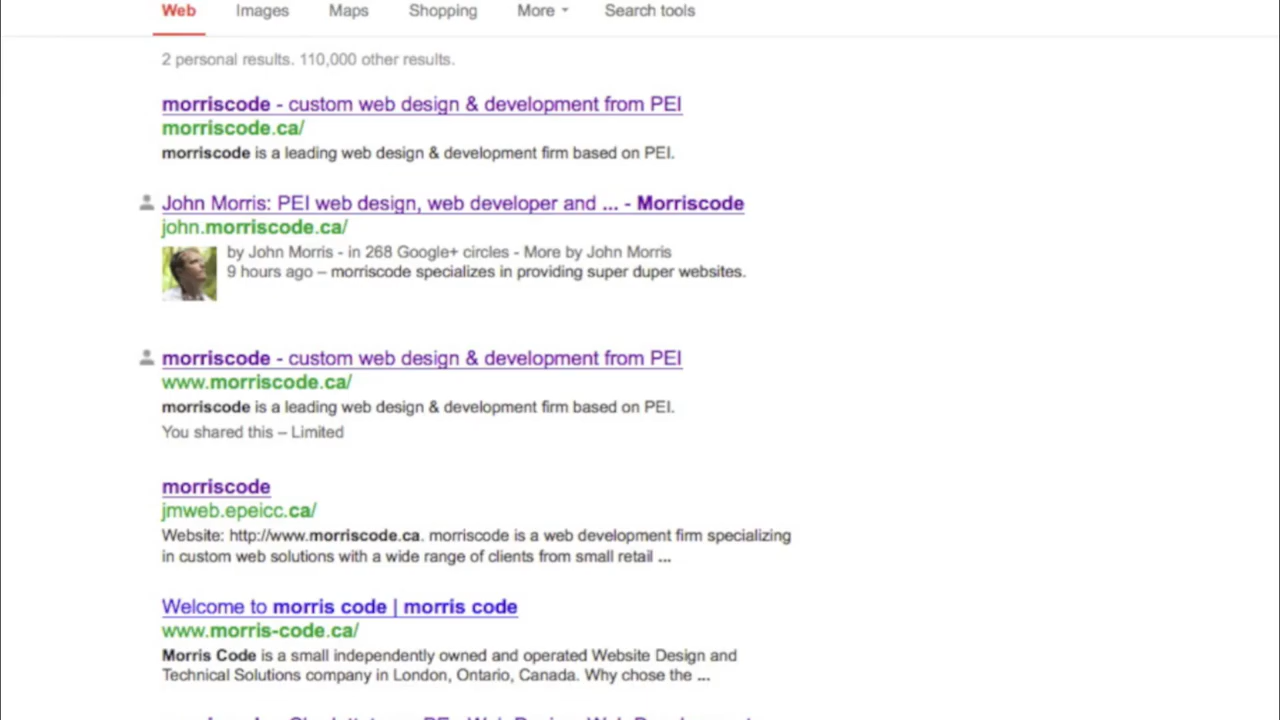 Web Images Maps Shopping More Search tools
2 personal results. 110,000 other results.
morriscode - custom web design & development from PEI
morriscode.ca/
morriscode is a leading web design & development firm based on PEI.
John Morris: PEI web design, web developer and ... - Morriscode
john.morriscode.ca/
by John Morris - in 268 Google+ circles - More by John Morris
9 hours ago – morriscode specializes in providing super duper websites.
morriscode - custom web design & development from PEI
www.morriscode.ca/
morriscode is a leading web design & development firm based on PEI.
You shared this – Limited
morriscode
jmweb.epeicc.ca/
Website: http://www.morriscode.ca. morriscode is a web development firm specializing
in custom web solutions with a wide range of clients from small retail ...
Welcome to morris code | morris code
www.morris-code.ca/
Morris Code is a small independently owned and operated Website Design and
Technical Solutions company in London, Ontario, Canada. Why chose the ...